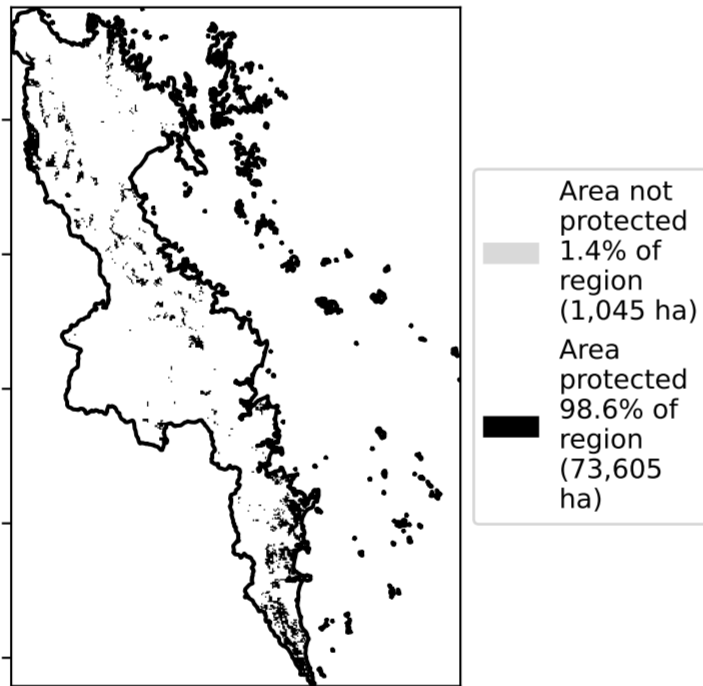 Area not
protected
1.4% of
region
(1,045 ha)
Area
protected
98.6% of
region
(73,605
ha)